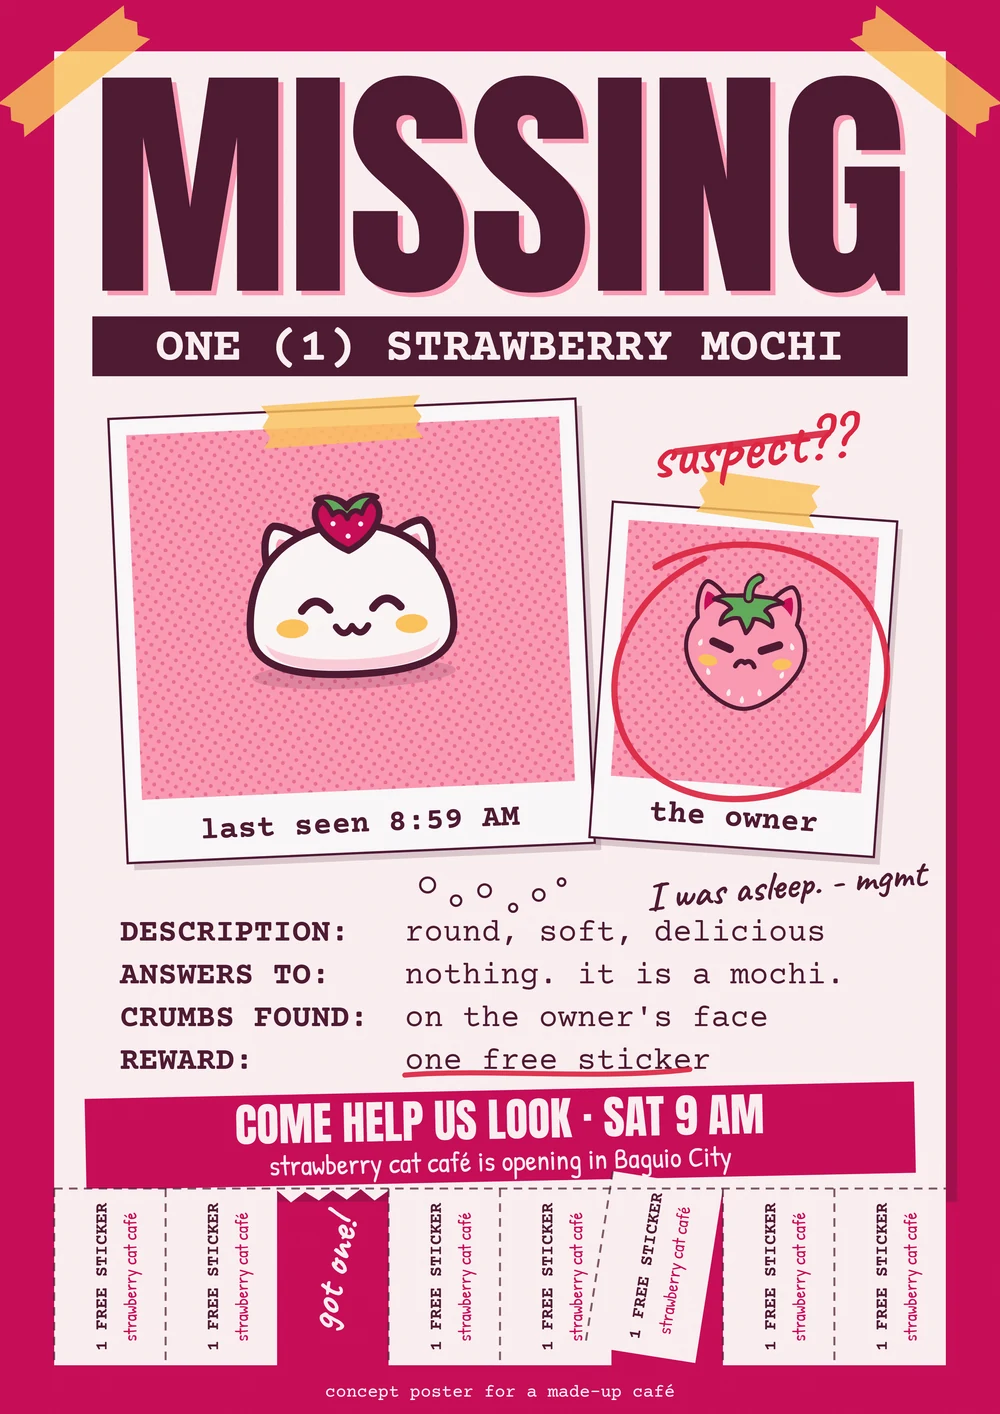 MISSING
ONE (1) STRAWBERRY MOCHI
suspect??
last seen 8:59 AM
the owner
I was asleep. - mgmt
DESCRIPTION: round, soft, delicious
ANSWERS TO: nothing. it is a mochi.
CRUMBS FOUND: on the owner's face
REWARD: one free sticker
COME HELP US LOOK · SAT 9 AM
strawberry cat café is opening in Baguio City
1 FREE STICKER
strawberry cat café
1 FREE STICKER
strawberry cat café
got one!
1 FREE STICKER
strawberry cat café
1 FREE STICKER
strawberry cat café
1 FREE STICKER
strawberry cat café
1 FREE STICKER
strawberry cat café
1 FREE STICKER
strawberry cat café
concept poster for a made-up café